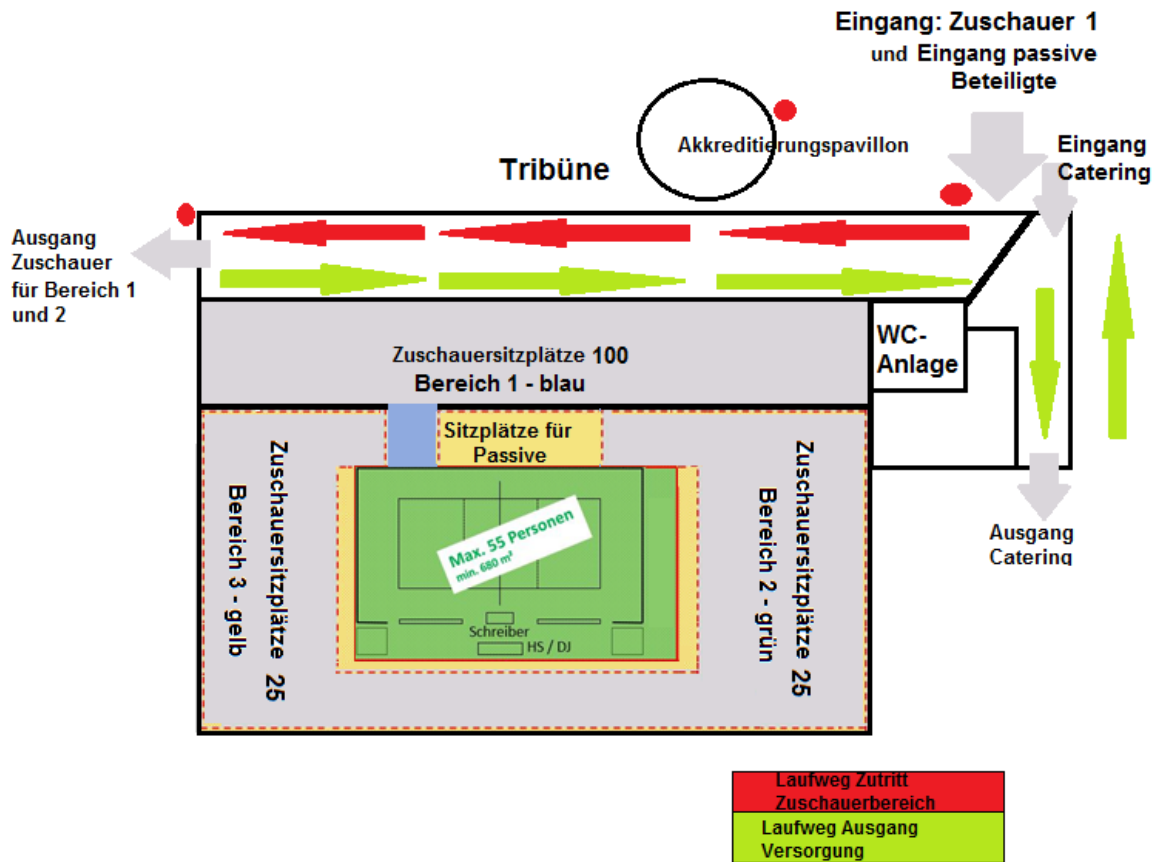 Eingang: Zuschauer 1
und Eingang passive
Beteiligte
Akkreditierungspavillon
Eingang
Catering
Tribüne
Ausgang
Zuschauer
für Bereich 1
und 2
WC-
Anlage
Zuschauersitzplätze 100
Bereich 1 - blau
Sitzplätze für
Passive
Zuschauersitzplätze 25
Bereich 3 - gelb
Max. 55 Personen
min. 680 m²
Schreiber
HS / DJ
Zuschauersitzplätze 25
Bereich 2 - grün
Ausgang
Catering
Laufweg Zutritt
Zuschauerbereich
Laufweg Ausgang
Versorgung